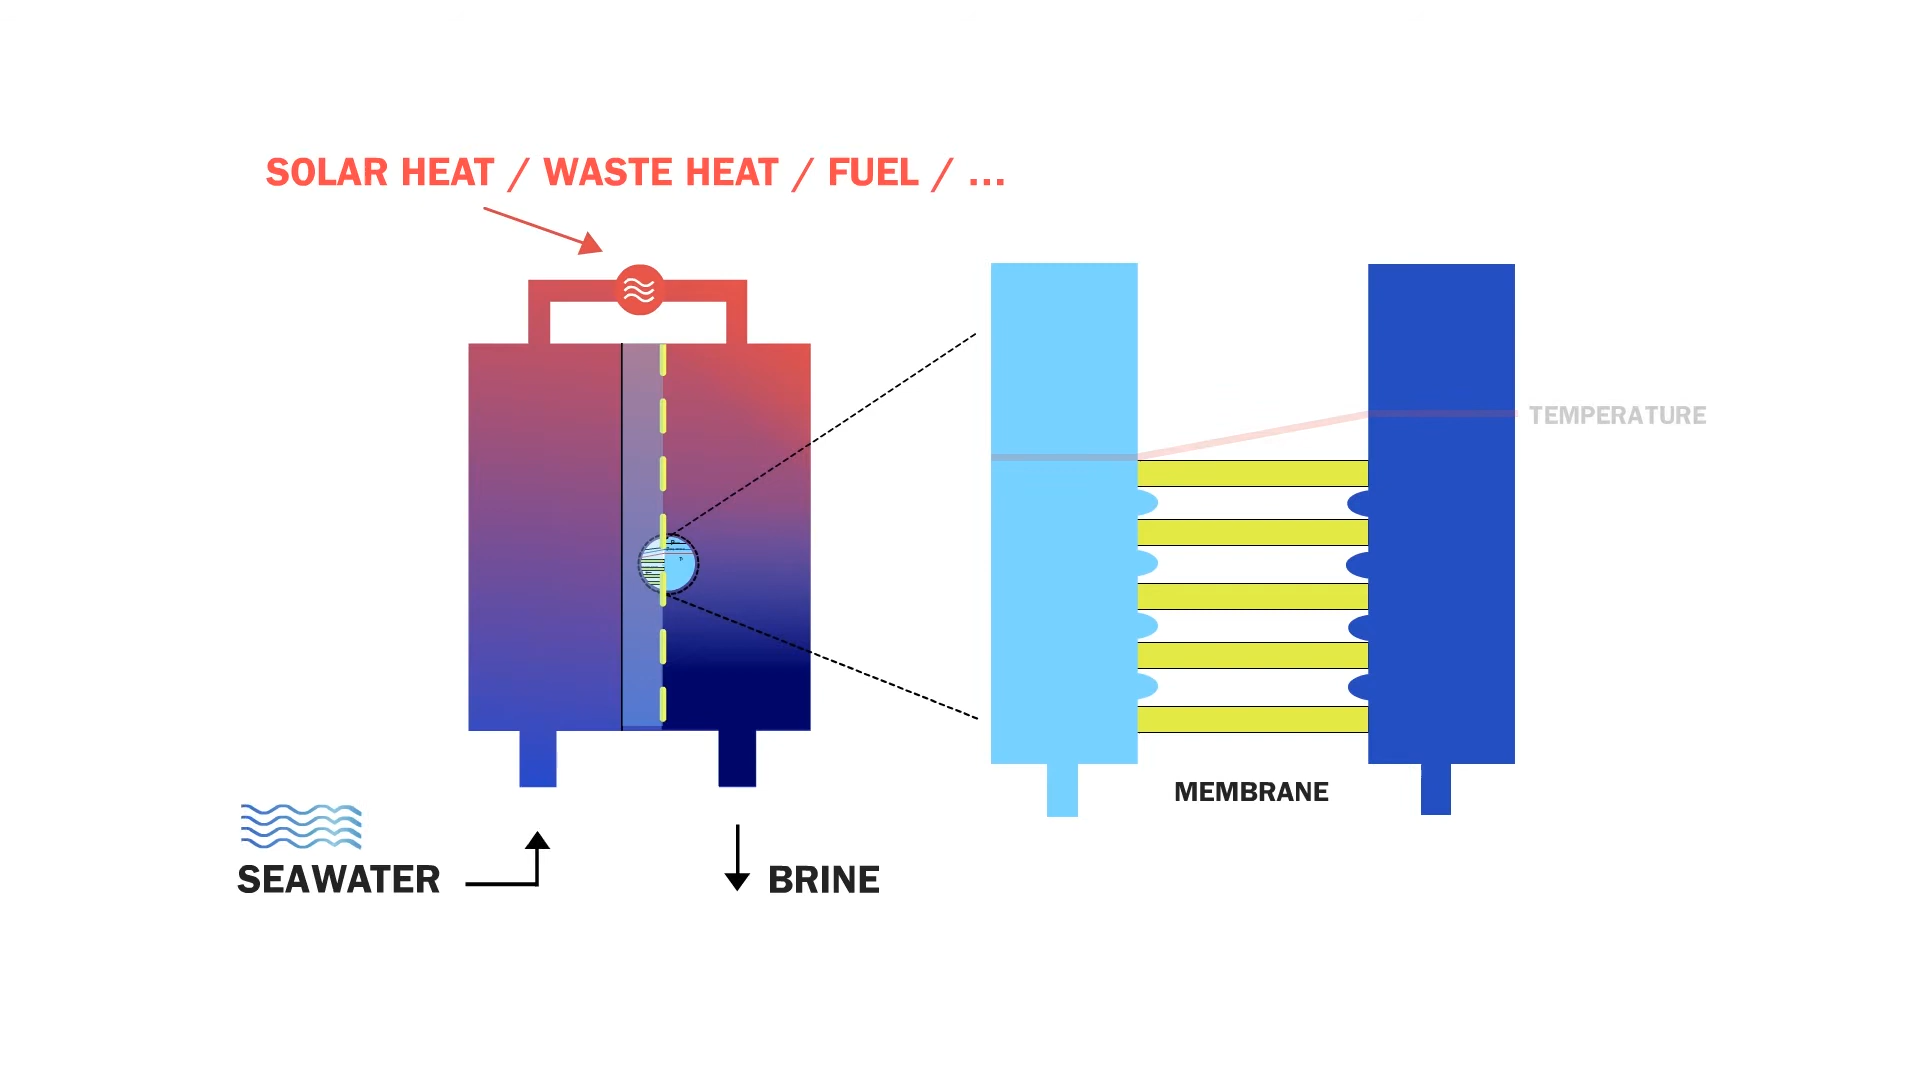 SOLAR HEAT / WASTE HEAT / FUEL / ...
TEMPERATURE
MEMBRANE
SEAWATER
BRINE